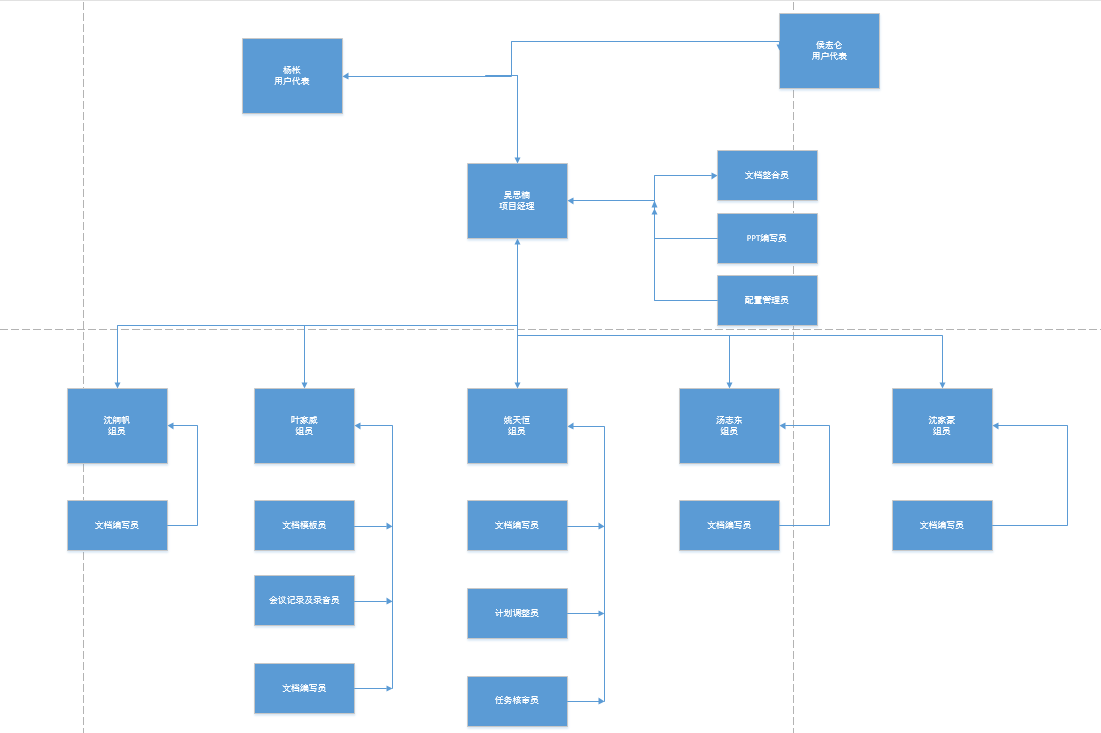 杨枨
用户代表
侯志仑
用户代表
吴思楠
项目经理
文档整合员
PPT编写员
配置管理员
沈炯帆
组员
叶家威
组员
姚天恒
组员
汤志东
组员
沈家豪
组员
文档编写员
文档模板员
文档编写员
文档编写员
文档编写员
会议记录及录音员
计划调整员
文档编写员
任务核审员